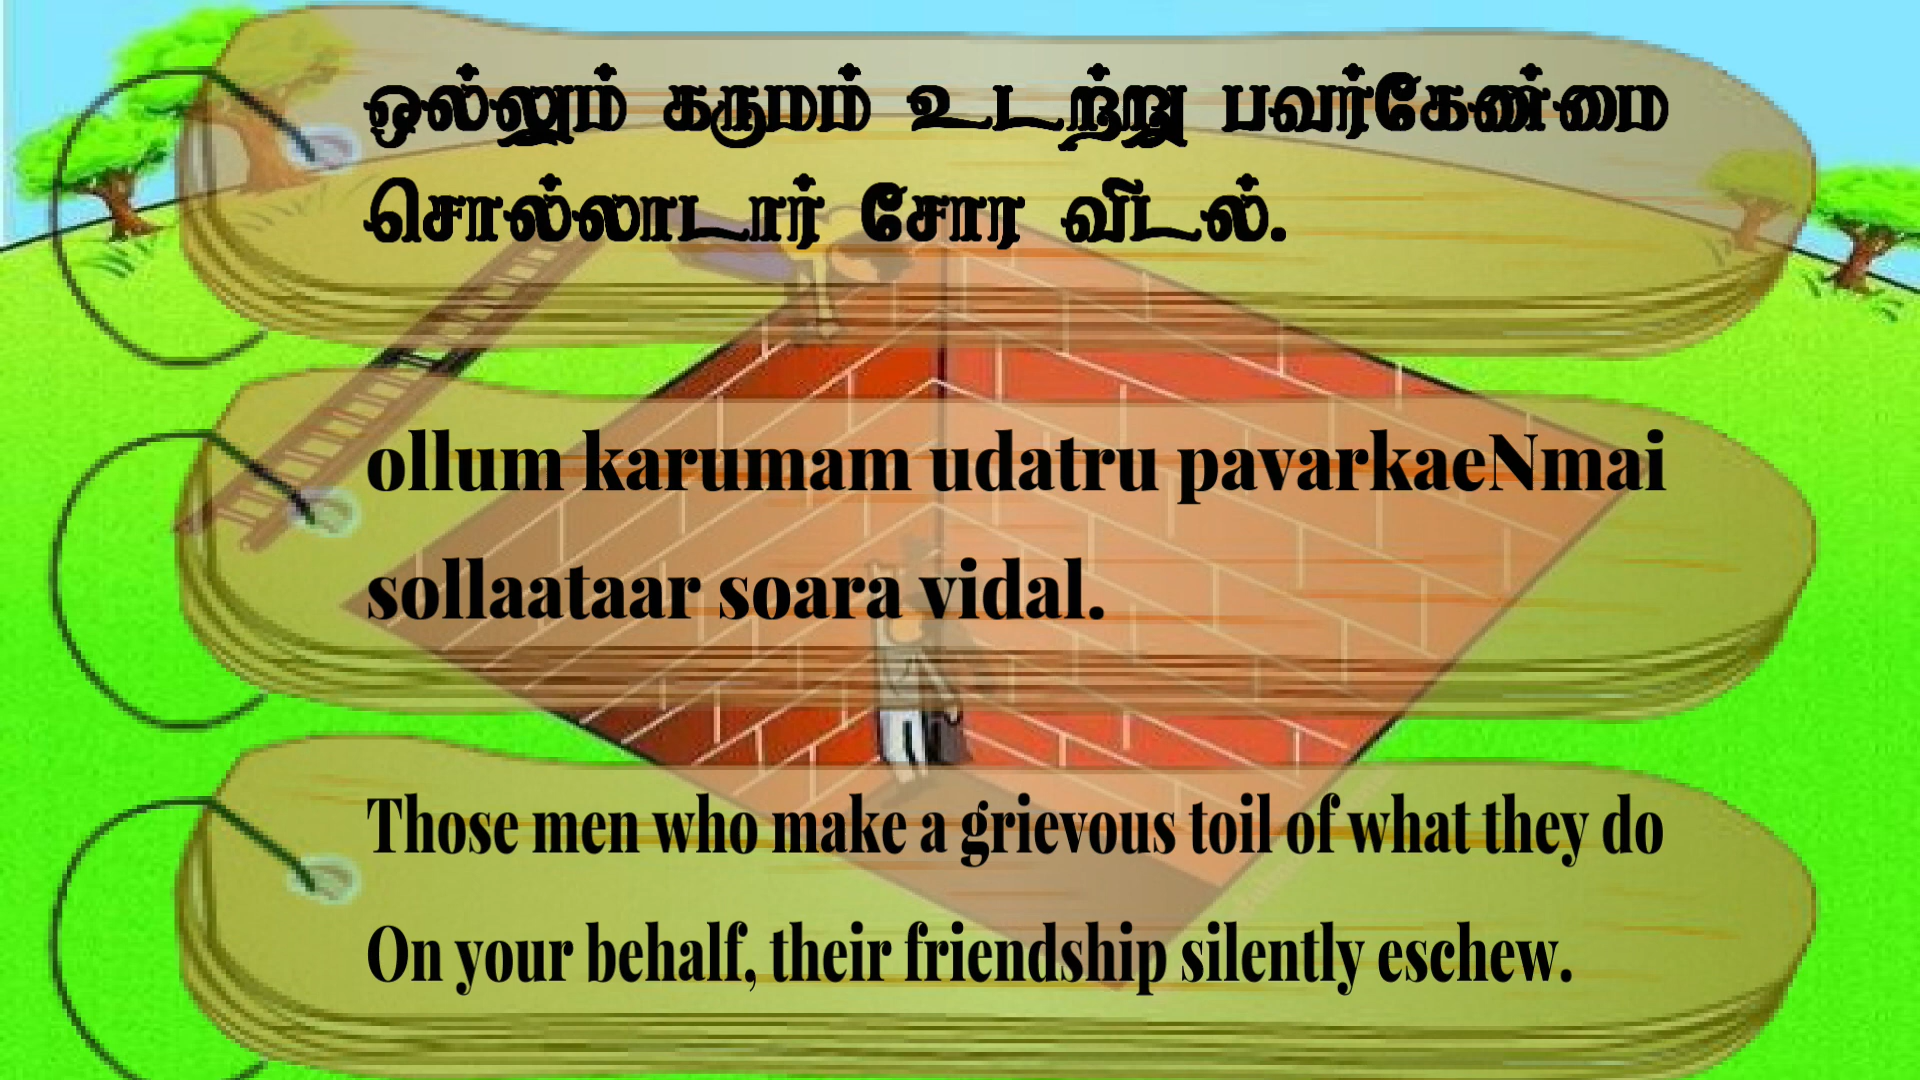 ஒல்லும் கருமம் உடற்று பவர்கேண்மை
சொல்லாடார் சோர விடல்.
ollum karumam udatru pavarkaeNmai
sollaataar soara vidal.
Those men who make a grievous toil of what they do
On your behalf, their friendship silently eschew.